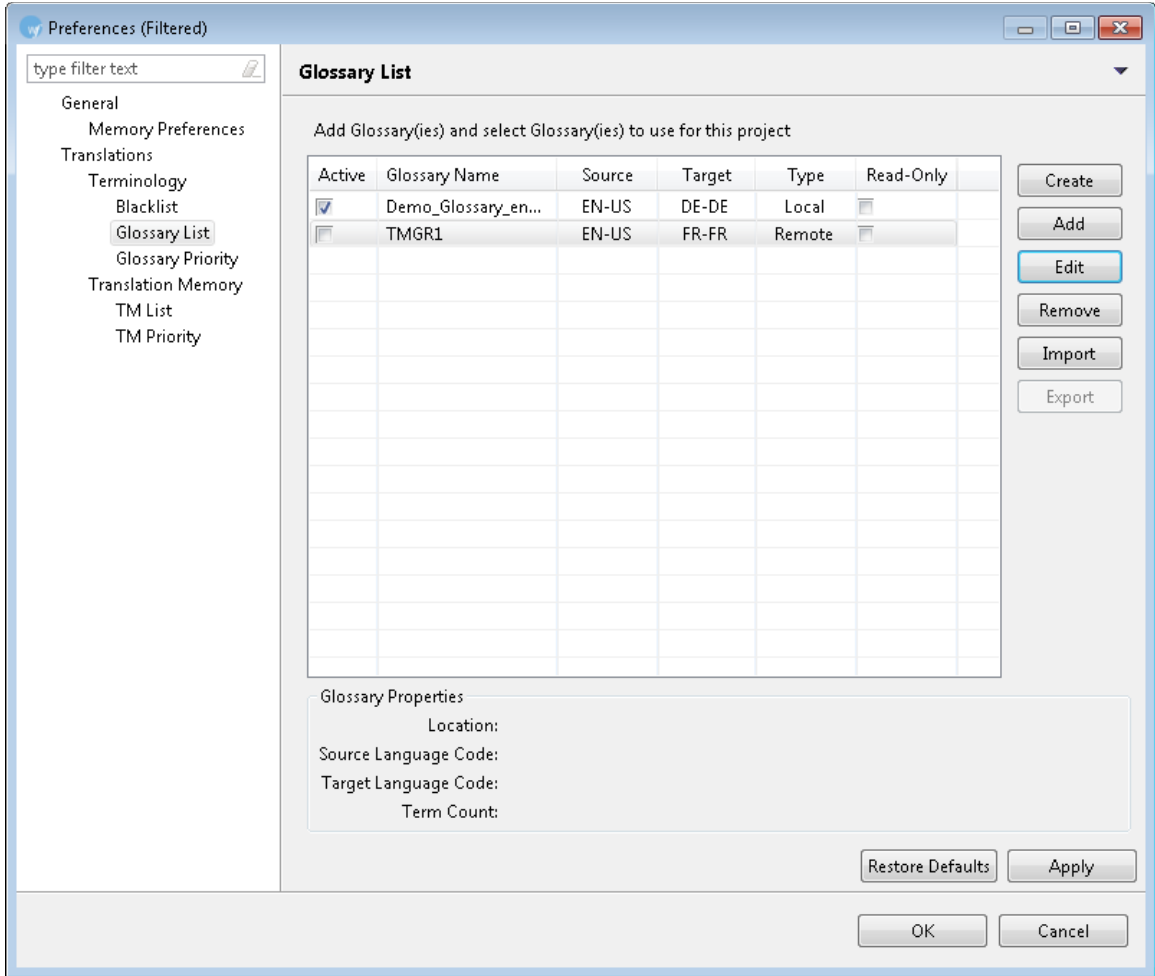 Preferences (Filtered)
type filter text
General
Memory Preferences
Translations
Terminology
Blacklist
Glossary List
Glossary Priority
Translation Memory
TM List
TM Priority
Glossary List
Add Glossary(ies) and select Glossary(ies) to use for this project
Active Glossary Name Source Target Type Read-Only
Demo_Glossary_en... EN-US DE-DE Local
TMGR1 EN-US FR-FR Remote
Create
Add
Edit
Remove
Import
Export
Glossary Properties
Location:
Source Language Code:
Target Language Code:
Term Count:
Restore Defaults Apply
OK Cancel